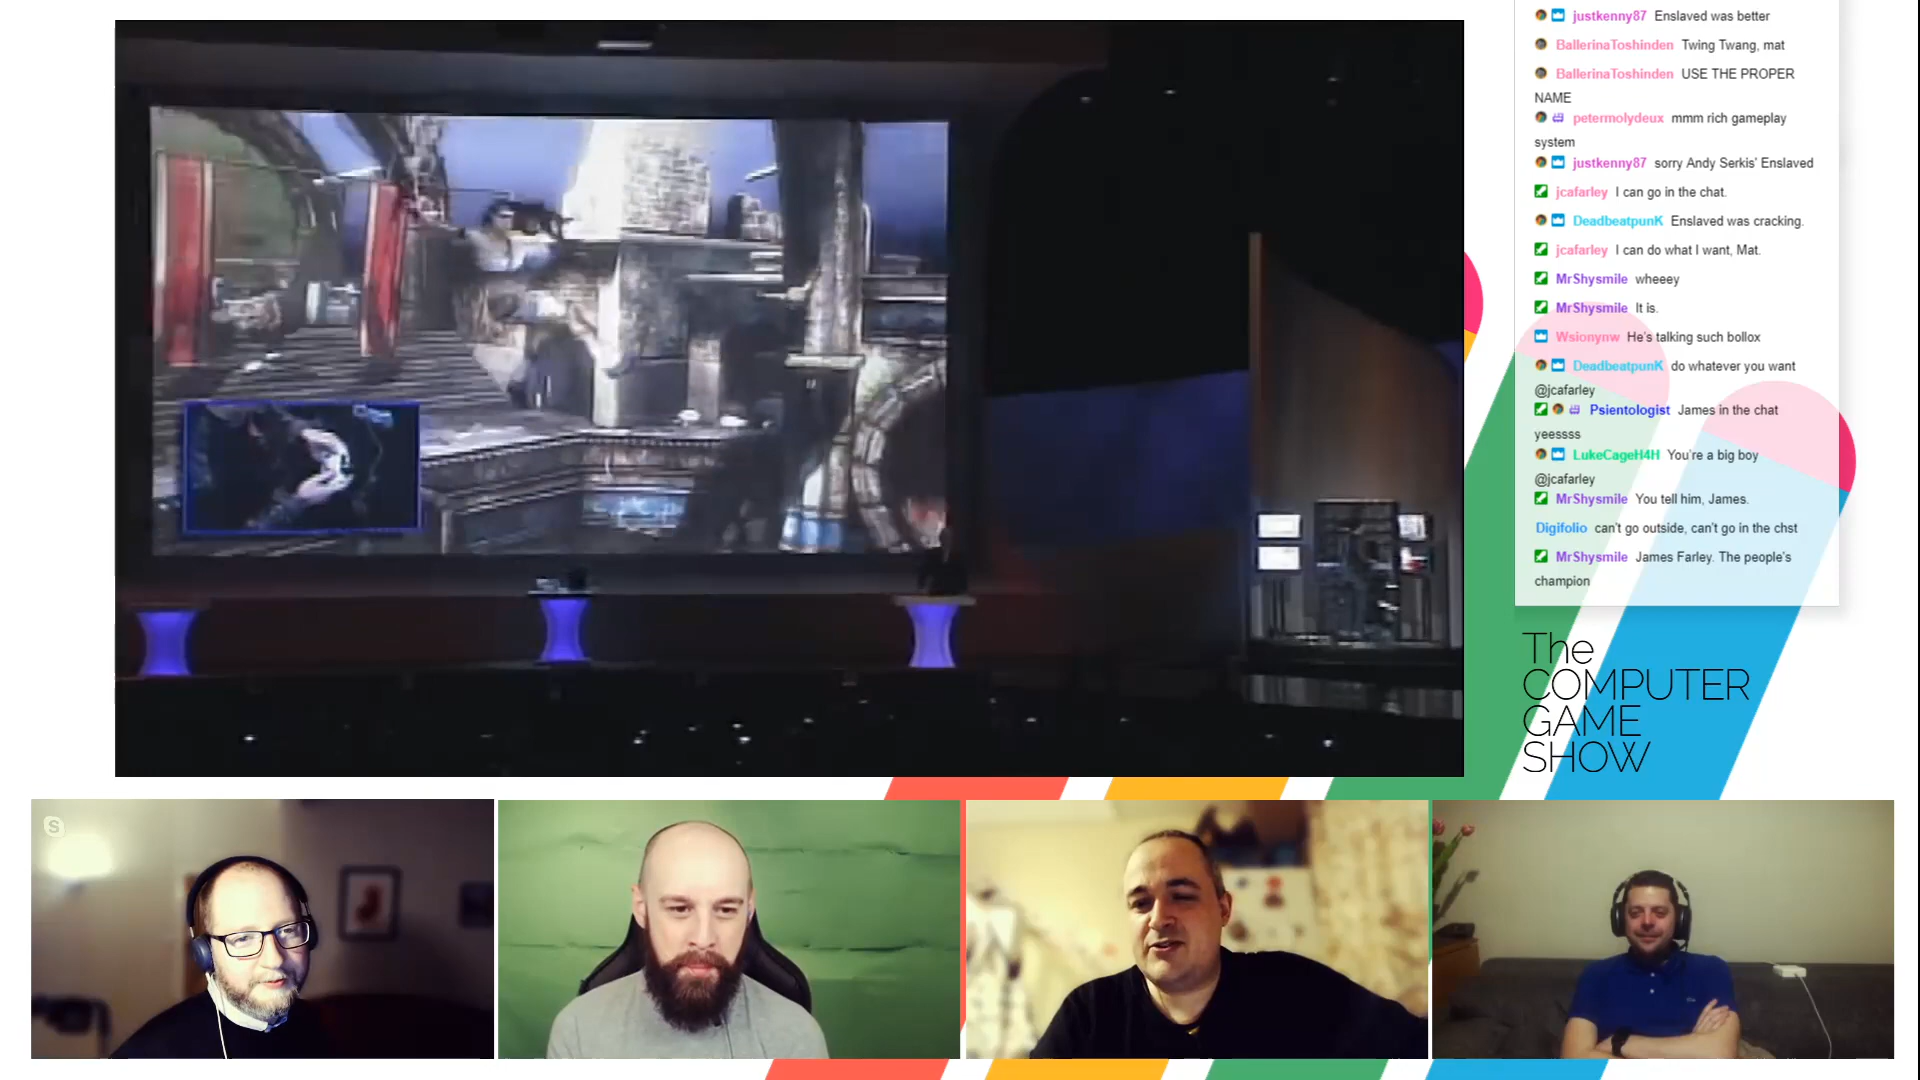 justkenny87 Enslaved was better
BallerinaToshinden Twing Twang, mat
BallerinaToshinden USE THE PROPER
NAME
petermolydeux mmm rich gameplay
system
justkenny87 sorry Andy Serkis' Enslaved
jcafarley I can go in the chat.
DeadbeatpunK Enslaved was cracking.
jcafarley I can do what I want, Mat.
MrShysmile wheeey
MrShysmile It is.
Wsionynw He's talking such bollox
DeadbeatpunK do whatever you want
@jcafarley
Psientologist James in the chat
yeessss
LukeCageH4H You're a big boy
@jcafarley
MrShysmile You tell him, James.
Digifolio can't go outside, can't go in the chst
MrShysmile James Farley. The people's
champion
The
COMPUTER
GAME
SHOW
S